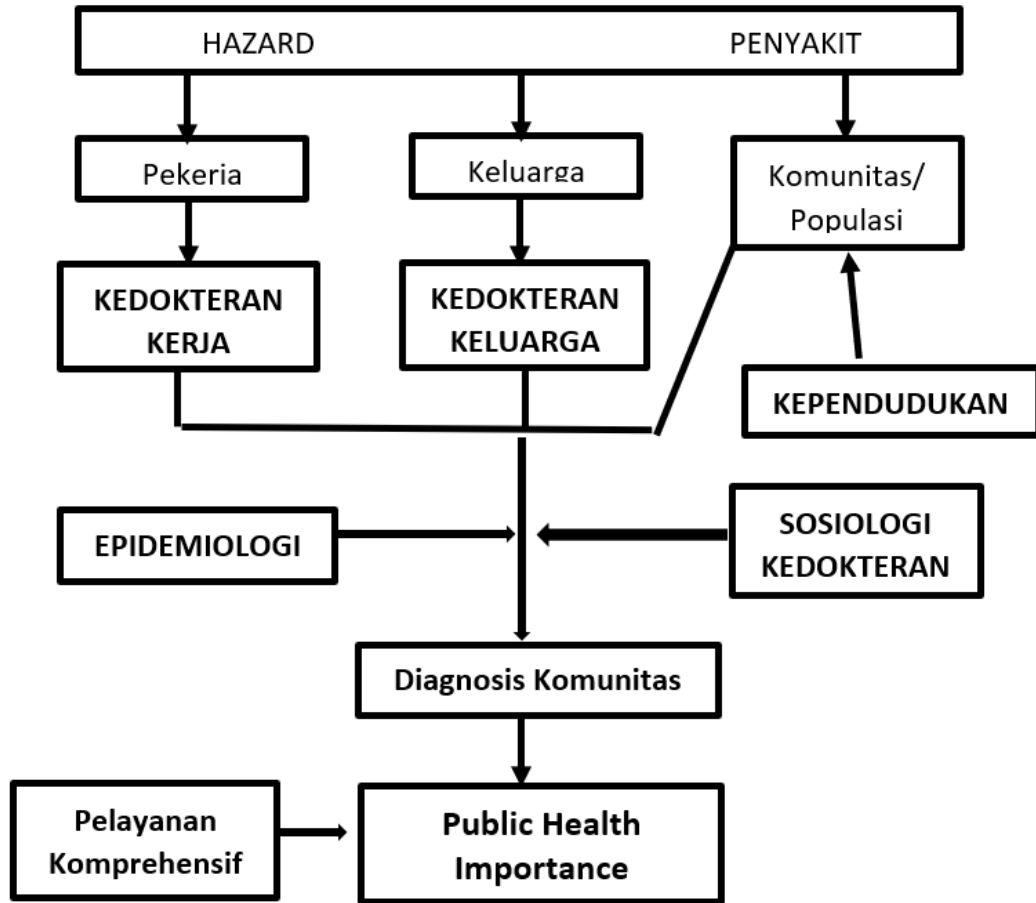 HAZARD PENYAKIT
Pekerja
Keluarga
Komunitas/
Populasi
KEDOKTERAN
KERJA
KEDOKTERAN
KELUARGA
KEPENDUDUKAN
EPIDEMIOLOGI
SOSIOLOGI
KEDOKTERAN
Diagnosis Komunitas
Pelayanan
Komprehensif
Public Health
Importance